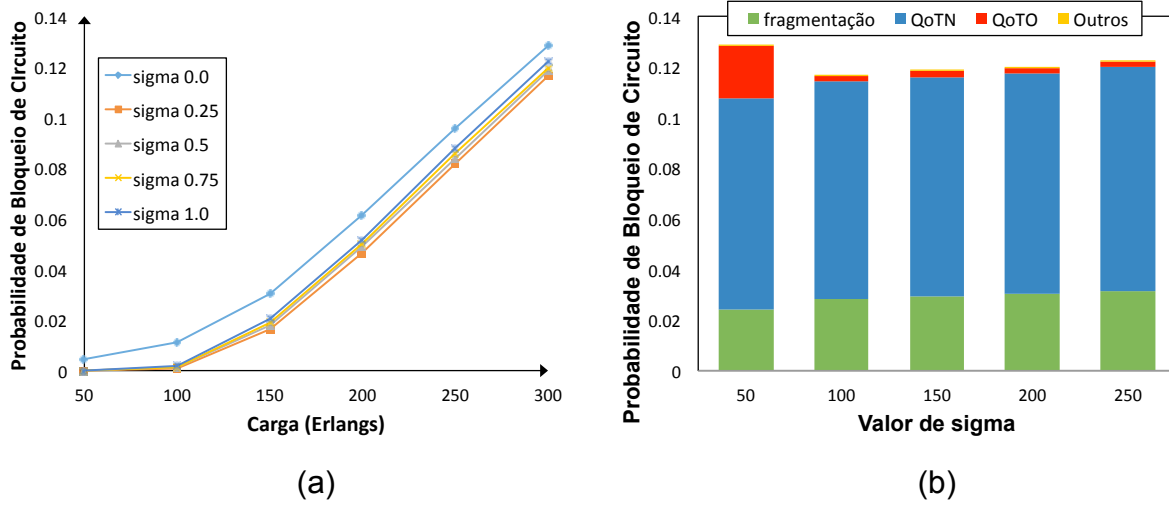 Probabilidade de Bloqueio de CIrcuito
0.14
0.12
0.1
0.08
0.06
0.04
0.02
0
sigma 0.0
sigma 0.25
sigma 0.5
sigma 0.75
sigma 1.0
50 100 150 200 250 300
Carga (Erlangs)
(a)
Probabilidade de Bloqueio de Circuito
0.14
0.12
0.1
0.08
0.06
0.04
0.02
0
fragmentação QoTN QoTO Outros
50 100 150 200 250
Valor de sigma
(b)